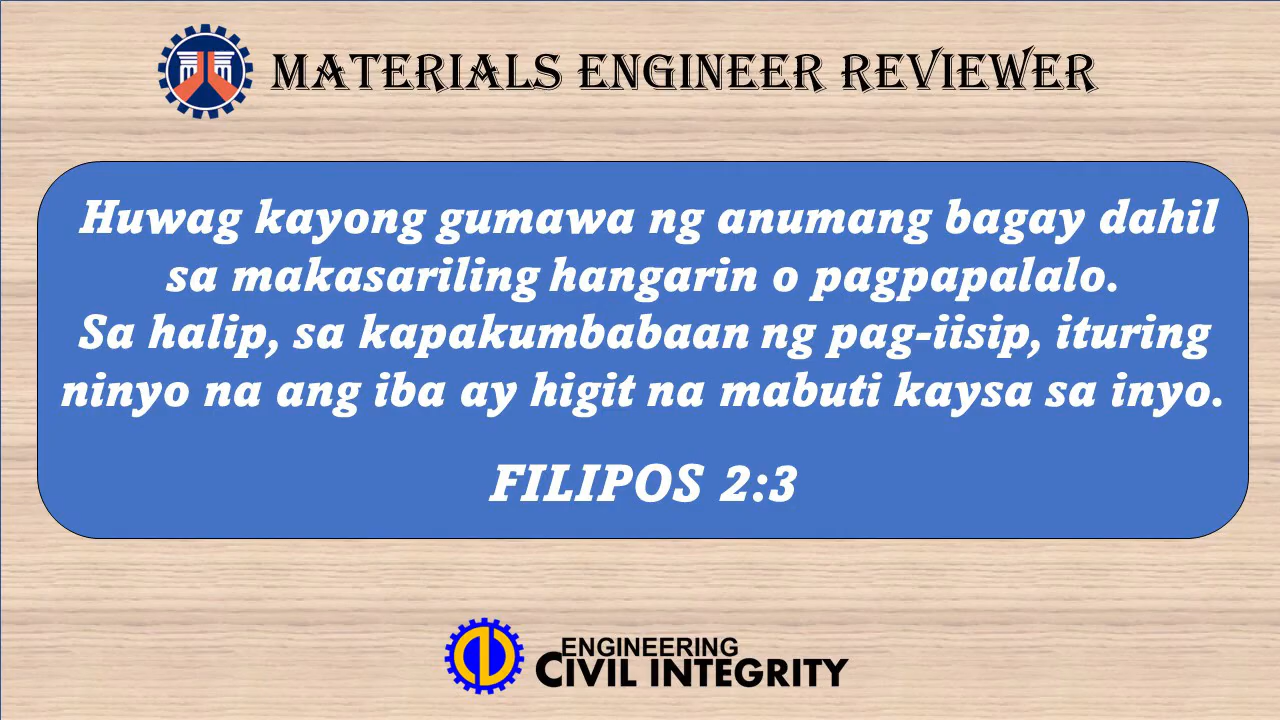 MATERIALS ENGINEER REVIEWER
Huwag kayong gumawa ng anumang bagay dahil
sa makasariling hangarin o pagpapalalo.
Sa halip, sa kapakumbabaan ng pag-iisip, ituring
ninyo na ang iba ay higit na mabuti kaysa sa inyo.
FILIPOS 2:3
ENGINEERING
CIVIL INTEGRITY